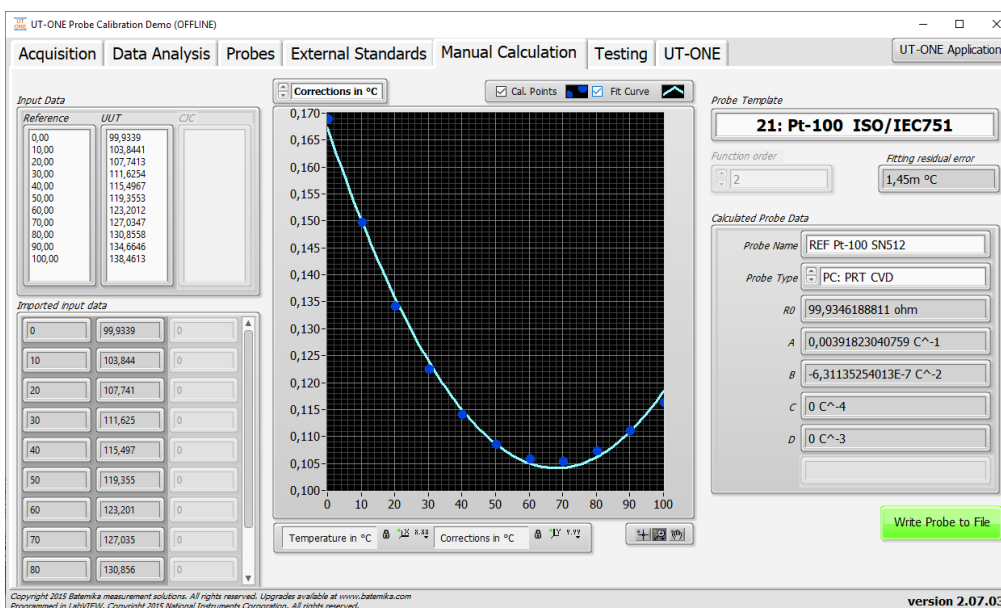 UT-ONE Probe Calibration Demo (OFFLINE)
Acquisition Data Analysis Probes External Standards Manual Calculation Testing UT-ONE UT-ONE Application
Input Data
Reference UUT CJC
0,00 99,9339
10,00 103,8441
20,00 107,7413
30,00 111,6254
40,00 115,4967
50,00 119,3553
60,00 123,2012
70,00 127,0347
80,00 130,8558
90,00 134,6646
100,00 138,4613
Imported input data
0 99,9339 0
10 103,844 0
20 107,741 0
30 111,625 0
40 115,497 0
50 119,355 0
60 123,201 0
70 127,035 0
80 130,856 0
Corrections in °C Cal. Points Fit Curve
0,170
0,165
0,160
0,155
0,150
0,145
0,140
0,135
0,130
0,125
0,120
0,115
0,110
0,105
0,100
0 10 20 30 40 50 60 70 80 90 100
Temperature in °C Corrections in °C
Probe Template
21: Pt-100 ISO/IEC751
Function order Fitting residual error
2 1,45m °C
Calculated Probe Data
Probe Name REF Pt-100 SN512
Probe Type PC: PRT CVD
R0 99,9346188811 ohm
A 0,00391823040759 C^-1
B -6,31135254013E-7 C^-2
C 0 C^-4
D 0 C^-3
Write Probe to File
Copyright 2015 Batemika measurement solutions. All rights reserved. Upgrades available at www.batemika.com
Programmed in LabVIEW. Copyright 2015 National Instruments Corporation. All rights reserved.
version 2.07.03